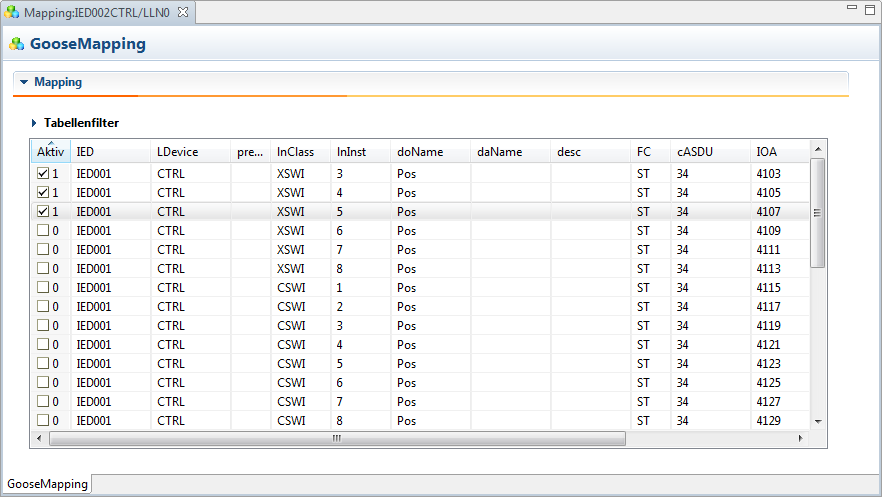 Mapping:IED002CTRL/LLN0
GooseMapping
Mapping
Tabellenfilter
Aktiv IED LDevice pre... lnClass lnInst doName daName desc FC cASDU IOA
1 IED001 CTRL XSWI 3 Pos ST 34 4103
1 IED001 CTRL XSWI 4 Pos ST 34 4105
1 IED001 CTRL XSWI 5 Pos ST 34 4107
0 IED001 CTRL XSWI 6 Pos ST 34 4109
0 IED001 CTRL XSWI 7 Pos ST 34 4111
0 IED001 CTRL XSWI 8 Pos ST 34 4113
0 IED001 CTRL CSWI 1 Pos ST 34 4115
0 IED001 CTRL CSWI 2 Pos ST 34 4117
0 IED001 CTRL CSWI 3 Pos ST 34 4119
0 IED001 CTRL CSWI 4 Pos ST 34 4121
0 IED001 CTRL CSWI 5 Pos ST 34 4123
0 IED001 CTRL CSWI 6 Pos ST 34 4125
0 IED001 CTRL CSWI 7 Pos ST 34 4127
0 IED001 CTRL CSWI 8 Pos ST 34 4129
GooseMapping